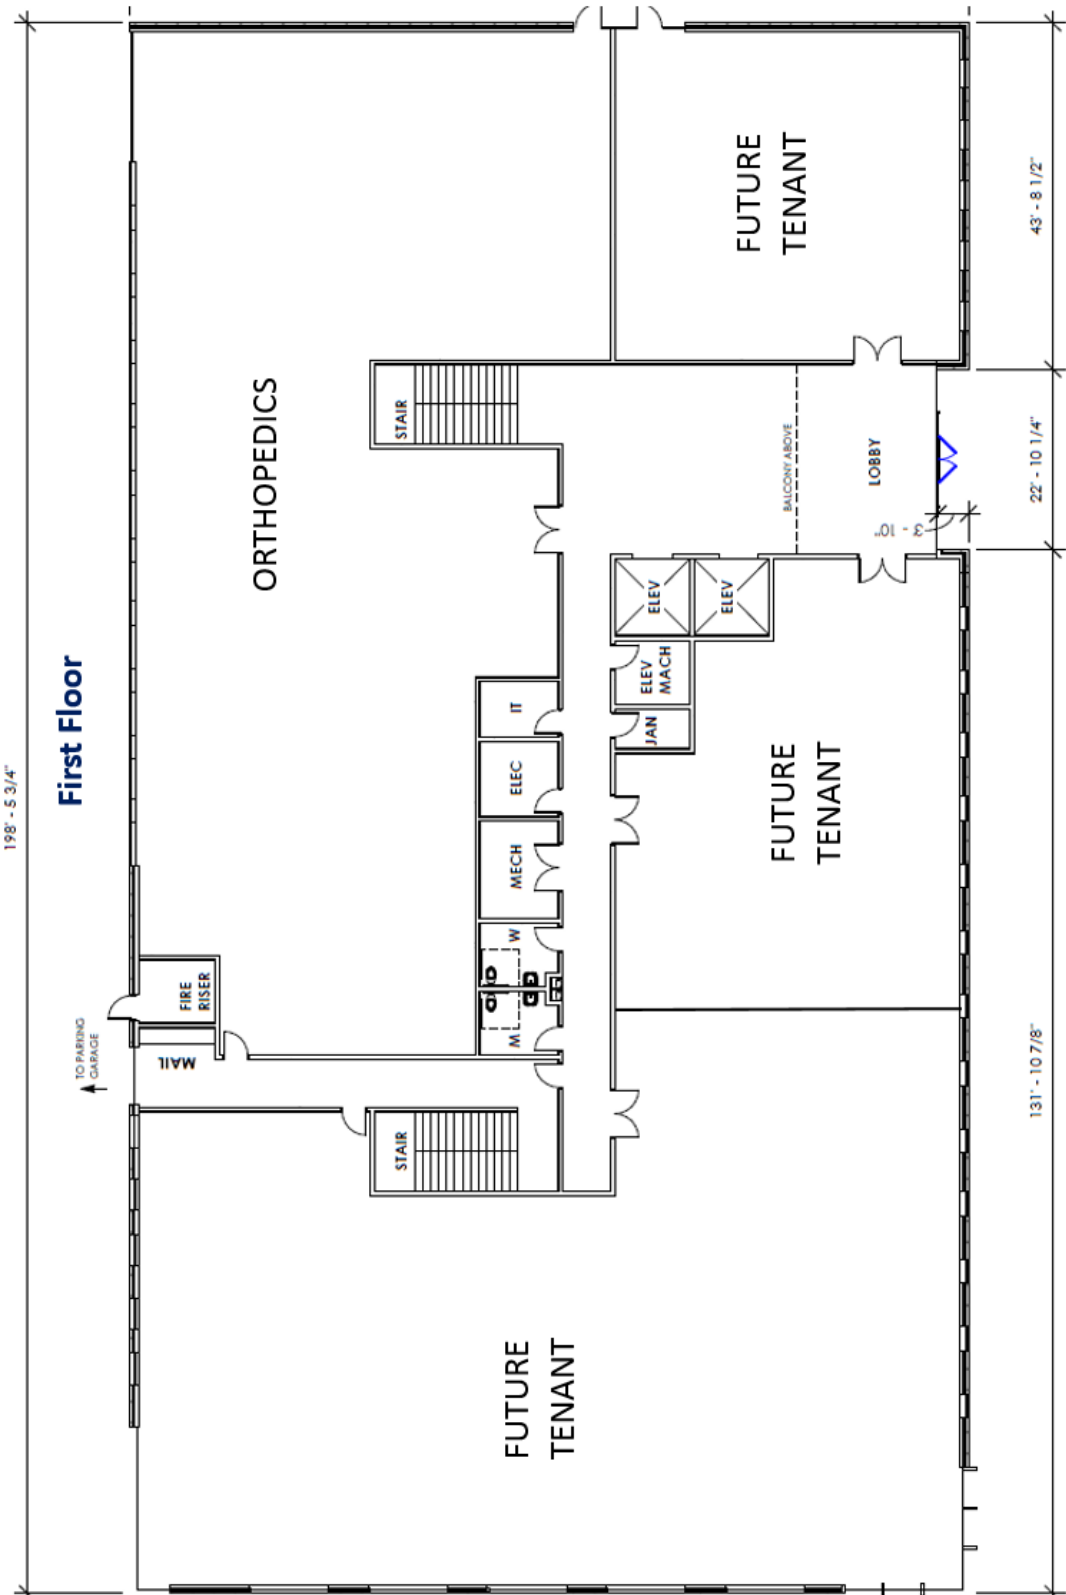 First Floor
198' - 5 3/4"
TO PARKING
GARAGE
MAIL
FIRE
RISER
ORTHOPEDICS
STAIR
STAIR
M
W
MECH
ELEC
IT
JAN
ELEV
MACH
ELEV
ELEV
BALCONY ABOVE
LOBBY
3' - 10"
FUTURE
TENANT
FUTURE
TENANT
FUTURE
TENANT
131' - 10 7/8"
22' - 10 1/4"
43' - 8 1/2"